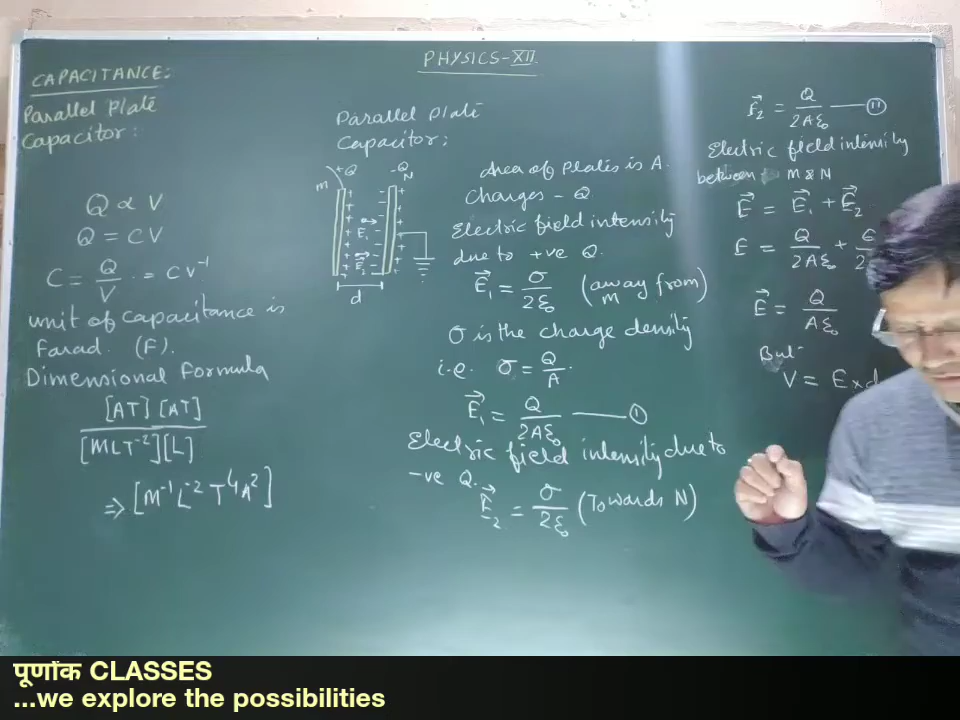 PHYSICS-XII
CAPACITANCE:
Parallel Plate
Capacitor:
Q ∝ V
Q = CV
C = Q/V = CV⁻¹
unit of capacitance is
farad. (F).
Dimensional formula
[AT][AT]
[MLT⁻²][L]
⇒ [M⁻¹L⁻²T⁴A²]
Parallel Plate
Capacitor:
M +Q -Q N
E₁
d
Area of Plates is A.
Charges - Q.
Electric field intensity
due to +ve Q.
E⃗₁ = σ/2ε₀ (away from M)
σ is the charge density
i.e. σ = Q/A.
E⃗₁ = Q/2Aε₀ —— (I)
Electric field intensity due to
-ve Q.
E⃗₂ = σ/2ε₀ (Towards N)
E⃗₂ = Q/2Aε₀ —— (II)
Electric field intensity
between M & N
E⃗ = E⃗₁ + E⃗₂
E = Q/2Aε₀ +
E⃗ = Q/Aε₀
But
V = E×d
पूर्णांक CLASSES
...we explore the possibilities